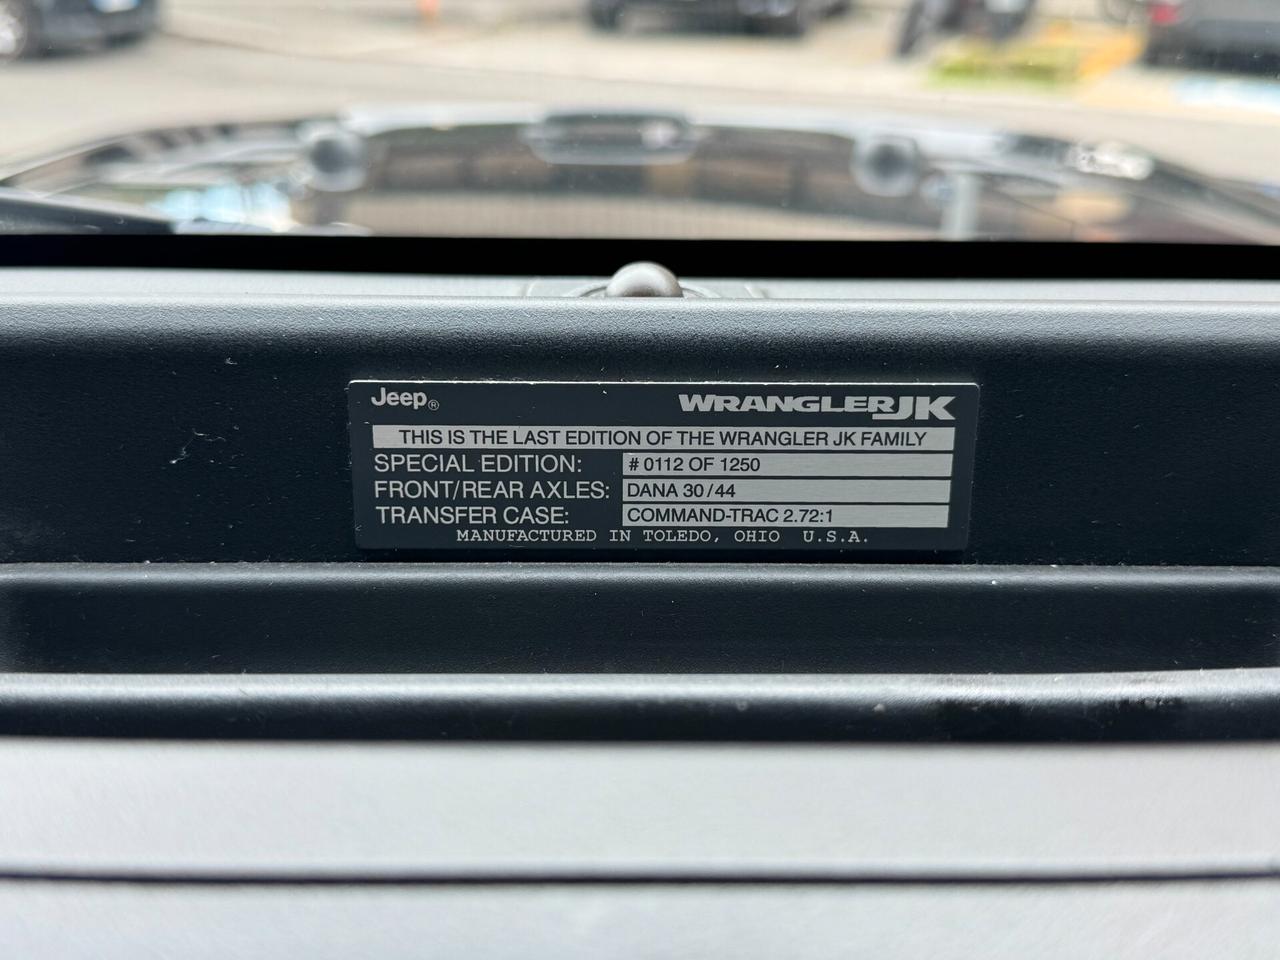 Jeep®
WRANGLER JK
THIS IS THE LAST EDITION OF THE WRANGLER JK FAMILY
SPECIAL EDITION: # 0112 OF 1250
FRONT/REAR AXLES: DANA 30/44
TRANSFER CASE: COMMAND-TRAC 2.72:1
MANUFACTURED IN TOLEDO, OHIO U.S.A.